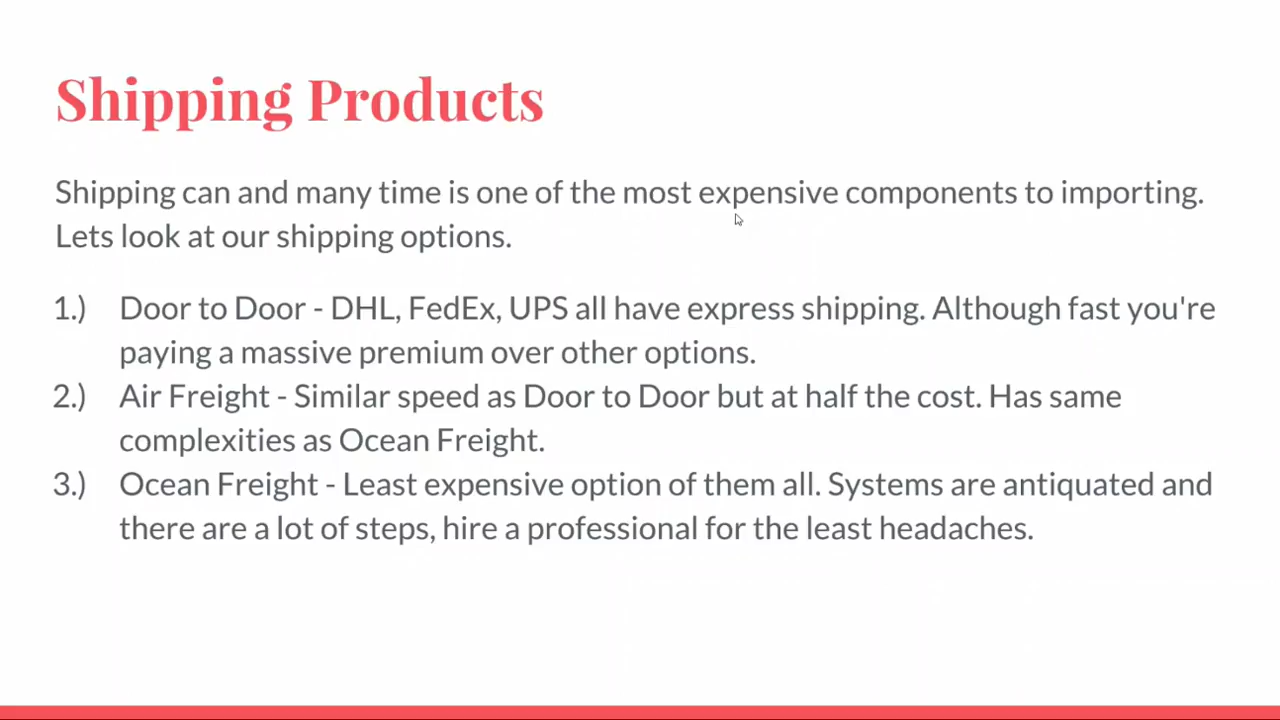 Shipping Products
Shipping can and many time is one of the most expensive components to importing.
Lets look at our shipping options.
1.) Door to Door - DHL, FedEx, UPS all have express shipping. Although fast you're
paying a massive premium over other options.
2.) Air Freight - Similar speed as Door to Door but at half the cost. Has same
complexities as Ocean Freight.
3.) Ocean Freight - Least expensive option of them all. Systems are antiquated and
there are a lot of steps, hire a professional for the least headaches.